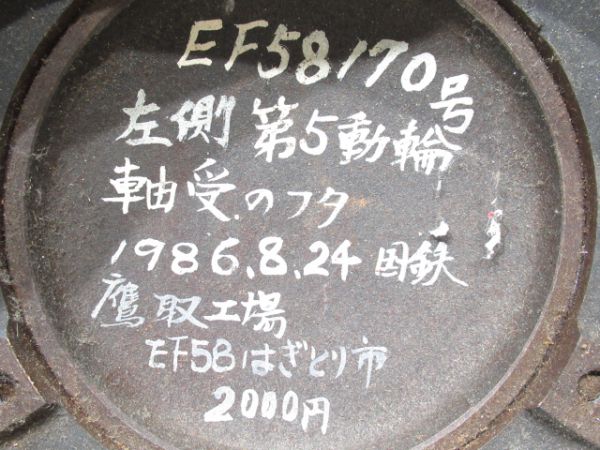 EF58170号
左側 第5動輪
軸受.のフタ
1986.8.24 国鉄
鷹取工場
EF58はぎとり市
2000円